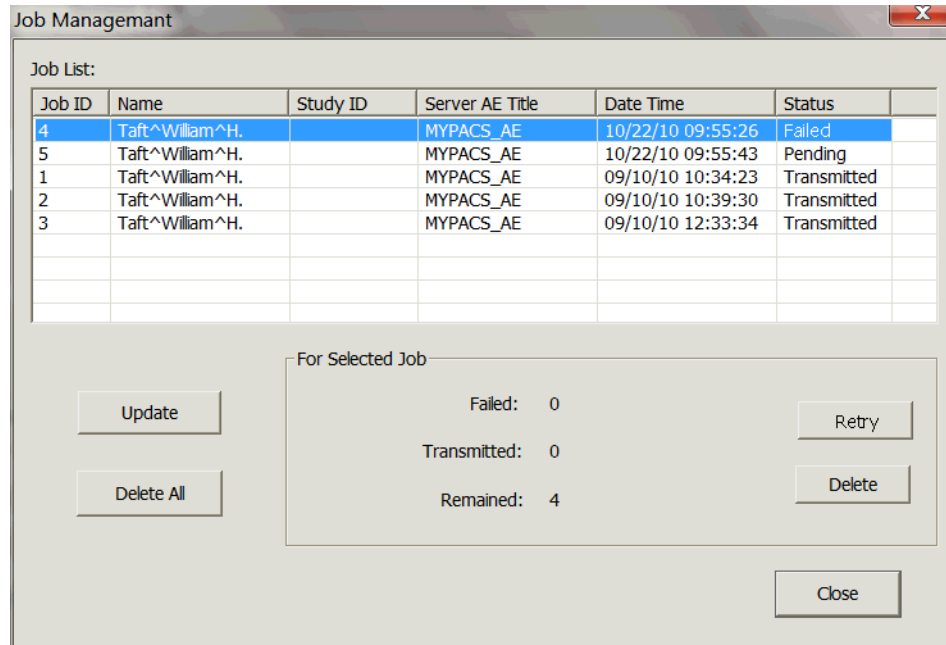 Job Managemant
Job List:
Job ID Name Study ID Server AE Title Date Time Status
4 Taft^William^H. MYPACS_AE 10/22/10 09:55:26 Failed
5 Taft^William^H. MYPACS_AE 10/22/10 09:55:43 Pending
1 Taft^William^H. MYPACS_AE 09/10/10 10:34:23 Transmitted
2 Taft^William^H. MYPACS_AE 09/10/10 10:39:30 Transmitted
3 Taft^William^H. MYPACS_AE 09/10/10 12:33:34 Transmitted
For Selected Job
Update
Delete All
Failed: 0
Transmitted: 0
Remained: 4
Retry
Delete
Close